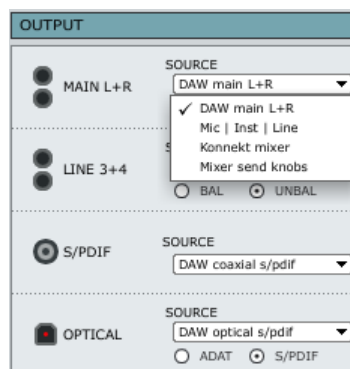 OUTPUT
SOURCE
MAIN L+R
DAW main L+R
DAW main L+R
Mic | Inst | Line
Konnekt mixer
Mixer send knobs
LINE 3+4
BAL UNBAL
SOURCE
S/PDIF
DAW coaxial s/pdif
SOURCE
OPTICAL
DAW optical s/pdif
ADAT S/PDIF